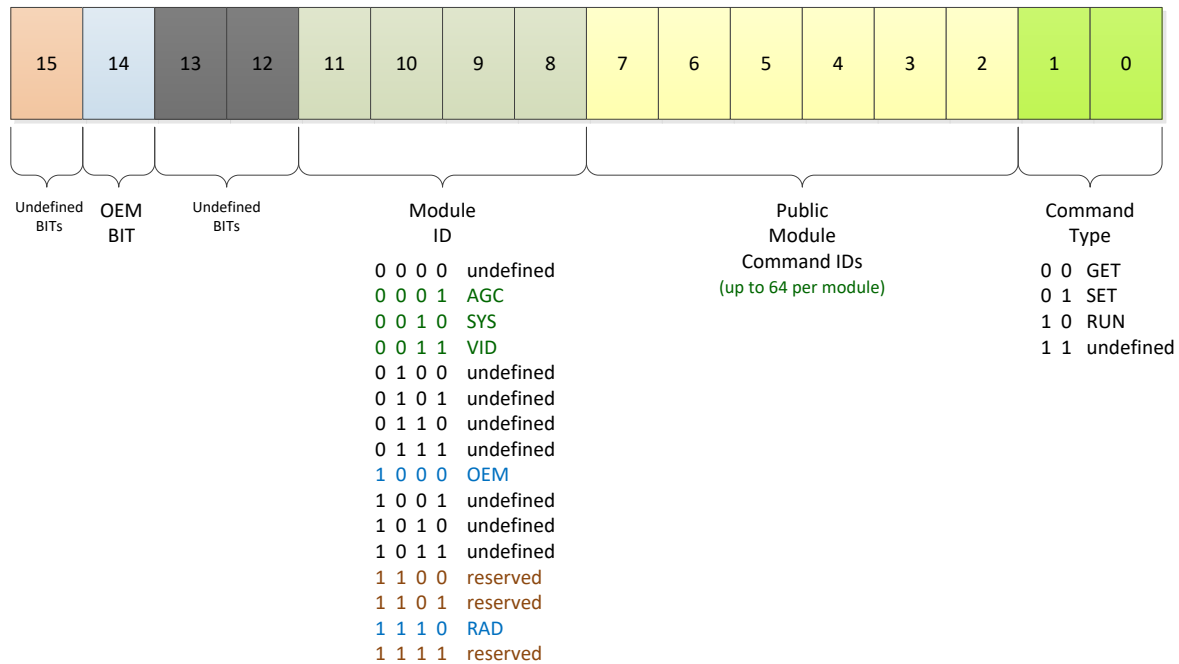 15 14 13 12 11 10 9 8 7 6 5 4 3 2 1 0
Undefined
BITs
OEM
BIT
Undefined
BITs
Module
ID
0 0 0 0 undefined
0 0 0 1 AGC
0 0 1 0 SYS
0 0 1 1 VID
0 1 0 0 undefined
0 1 0 1 undefined
0 1 1 0 undefined
0 1 1 1 undefined
1 0 0 0 OEM
1 0 0 1 undefined
1 0 1 0 undefined
1 0 1 1 undefined
1 1 0 0 reserved
1 1 0 1 reserved
1 1 1 0 RAD
1 1 1 1 reserved
Public
Module
Command IDs
(up to 64 per module)
Command
Type
0 0 GET
0 1 SET
1 0 RUN
1 1 undefined